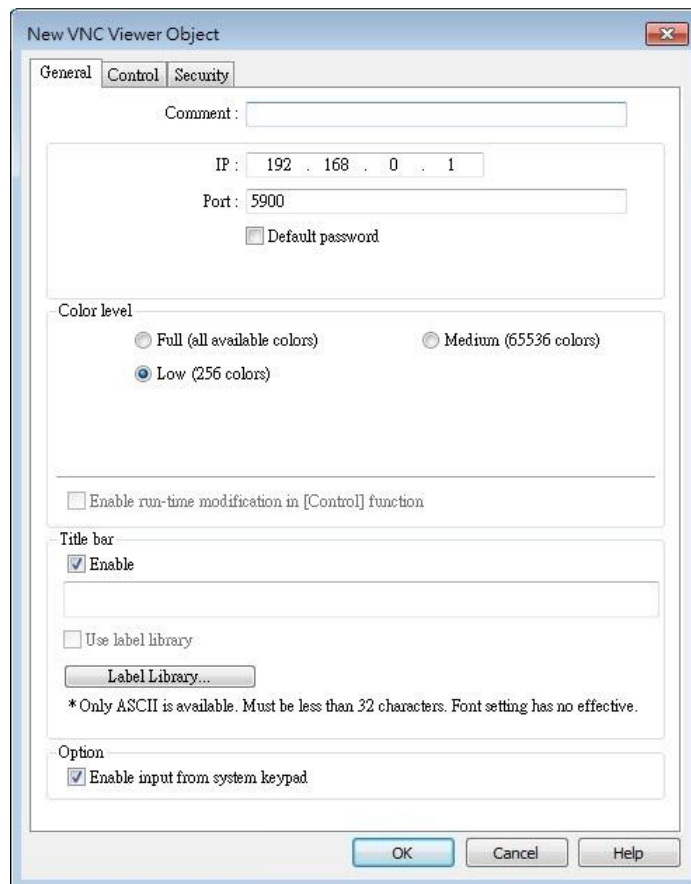 New VNC Viewer Object
General Control Security
Comment :
IP : 192 . 168 . 0 . 1
Port : 5900
Default password
Color level
Full (all available colors) Medium (65536 colors)
Low (256 colors)
Enable run-time modification in [Control] function
Title bar
Enable
Use label library
Label Library...
* Only ASCII is available. Must be less than 32 characters. Font setting has no effective.
Option
Enable input from system keypad
OK Cancel Help